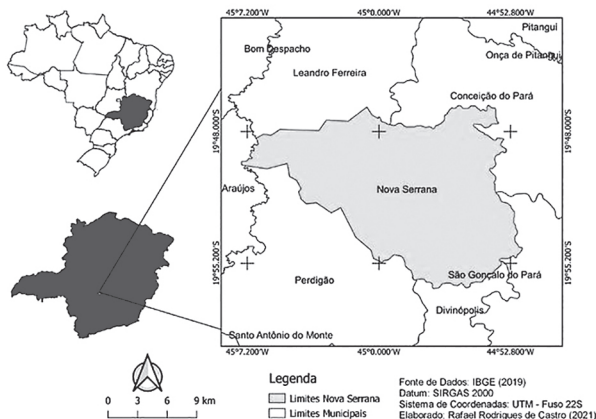 45°7.200'W
45°0.000'W
44°52.800'W
Pitangui
Bom Despacho
Onça de Pitangui
Leandro Ferreira
Conceição do Pará
19°48.000'S
19°48.000'S
Araújos
Nova Serrana
19°55.200'S
19°55.200'S
Perdigão
São Gonçalo do Pará
Divinópolis
Santo Antônio do Monte
45°7.200'W
45°0.000'W
44°52.800'W
0 3 6 9 km
Legenda
Limites Nova Serrana
Limites Municipais
Fonte de Dados: IBGE (2019)
Datum: SIRGAS 2000
Sistema de Coordenadas: UTM - Fuso 22S
Elaborado: Rafael Rodrigues de Castro (2021)